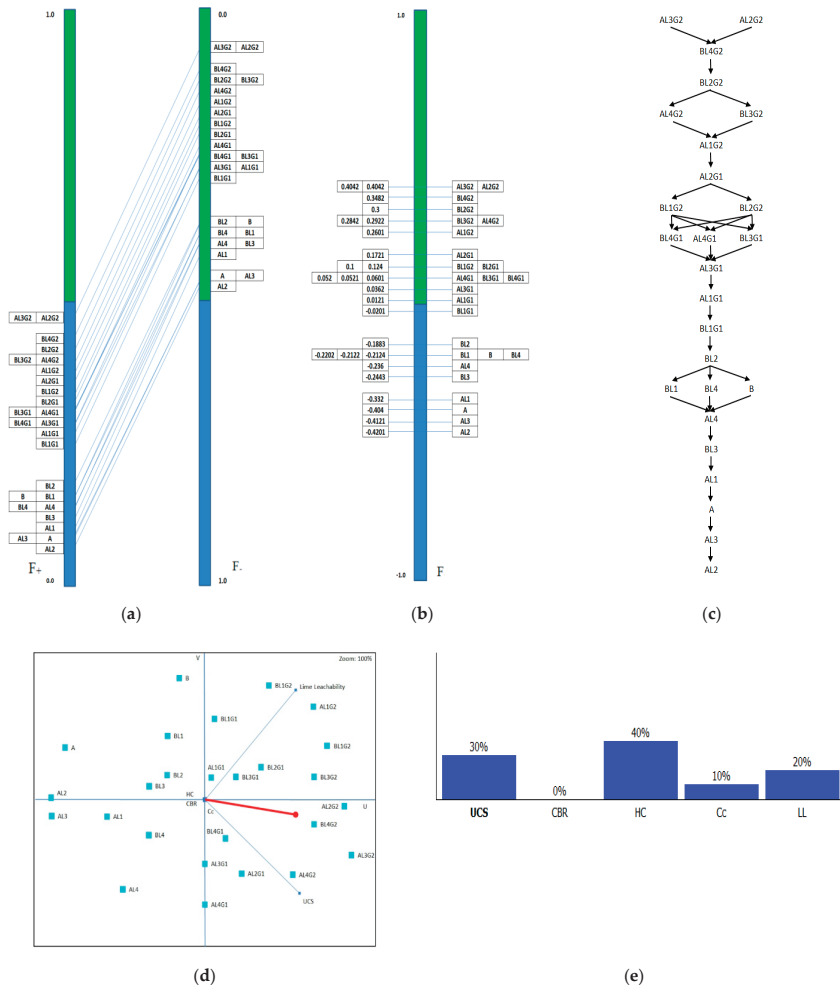 1.0
0.0
AL3G2 AL2G2
BL4G2
BL2G2 BL3G2
AL4G2
AL1G2
AL2G1
BL1G2
BL2G1
AL4G1
BL4G1 BL3G1
AL3G1 AL1G1
BL1G1
BL2 B
BL4 BL1
AL4 BL3
AL1
A AL3
AL2
AL3G2 AL2G2
BL4G2
BL2G2
BL3G2 AL4G2
AL1G2
AL2G1
BL1G2
BL2G1
BL3G1 AL4G1
BL4G1 AL3G1
AL1G1
BL1G1
BL2
B BL1
BL4 AL4
BL3
AL1
AL3 A
AL2
F+
F-
0.0
1.0
(a)
1.0
0.4042 0.4042 AL3G2 AL2G2
0.3482 BL4G2
0.3 BL2G2
0.2842 0.2922 BL3G2 AL4G2
0.2601 AL1G2
0.1721 AL2G1
0.1 0.124 BL1G2 BL2G1
0.052 0.0521 0.0601 AL4G1 BL3G1 BL4G1
0.0362 AL3G1
0.0121 AL1G1
-0.0201 BL1G1
-0.1883 BL2
-0.2202 -0.2122 -0.2124 BL1 B BL4
-0.236 AL4
-0.2443 BL3
-0.332 AL1
-0.404 A
-0.4121 AL3
-0.4201 AL2
-1.0
F
(b)
AL3G2 AL2G2
BL4G2
BL2G2
AL4G2 BL3G2
AL1G2
AL2G1
BL1G2 BL2G2
BL4G1 AL4G1 BL3G1
AL3G1
AL1G1
BL1G1
BL2
BL1 BL4 B
AL4
BL3
AL1
A
AL3
AL2
(c)
V
Zoom: 100%
B
BL1G2
Lime Leachability
AL1G2
BL1G1
BL1
BL1G2
A
AL1G1
BL2G1
BL2
BL3G1
BL3G2
BL3
AL2
HC
CBR
U
AL2G2
AL3
AL1
Cc
BL4G2
BL4
BL4G1
AL3G2
AL3G1
AL2G1
AL4G2
AL4
UCS
AL4G1
(d)
30% 0% 40% 10% 20%
UCS CBR HC Cc LL
(e)